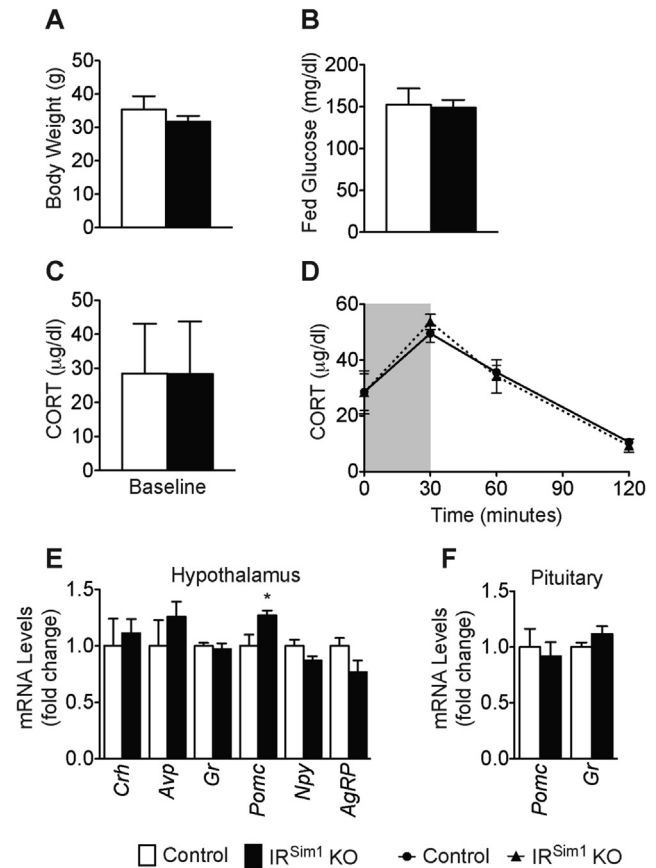 A
Body Weight (g)
50
40
30
20
10
0
B
Fed Glucose (mg/dl)
200
150
100
50
0
C
CORT (µg/dl)
50
40
30
20
10
0
Baseline
D
CORT (µg/dl)
60
40
20
0
0 30 60 90 120
Time (minutes)
E
Hypothalamus
mRNA Levels
(fold change)
1.5
1.0
0.5
0.0
*
Crh Avp Gr Pomc Npy AgRP
F
Pituitary
mRNA Levels
(fold change)
1.5
1.0
0.5
0.0
Pomc Gr
Control IR^Sim1 KO Control IR^Sim1 KO